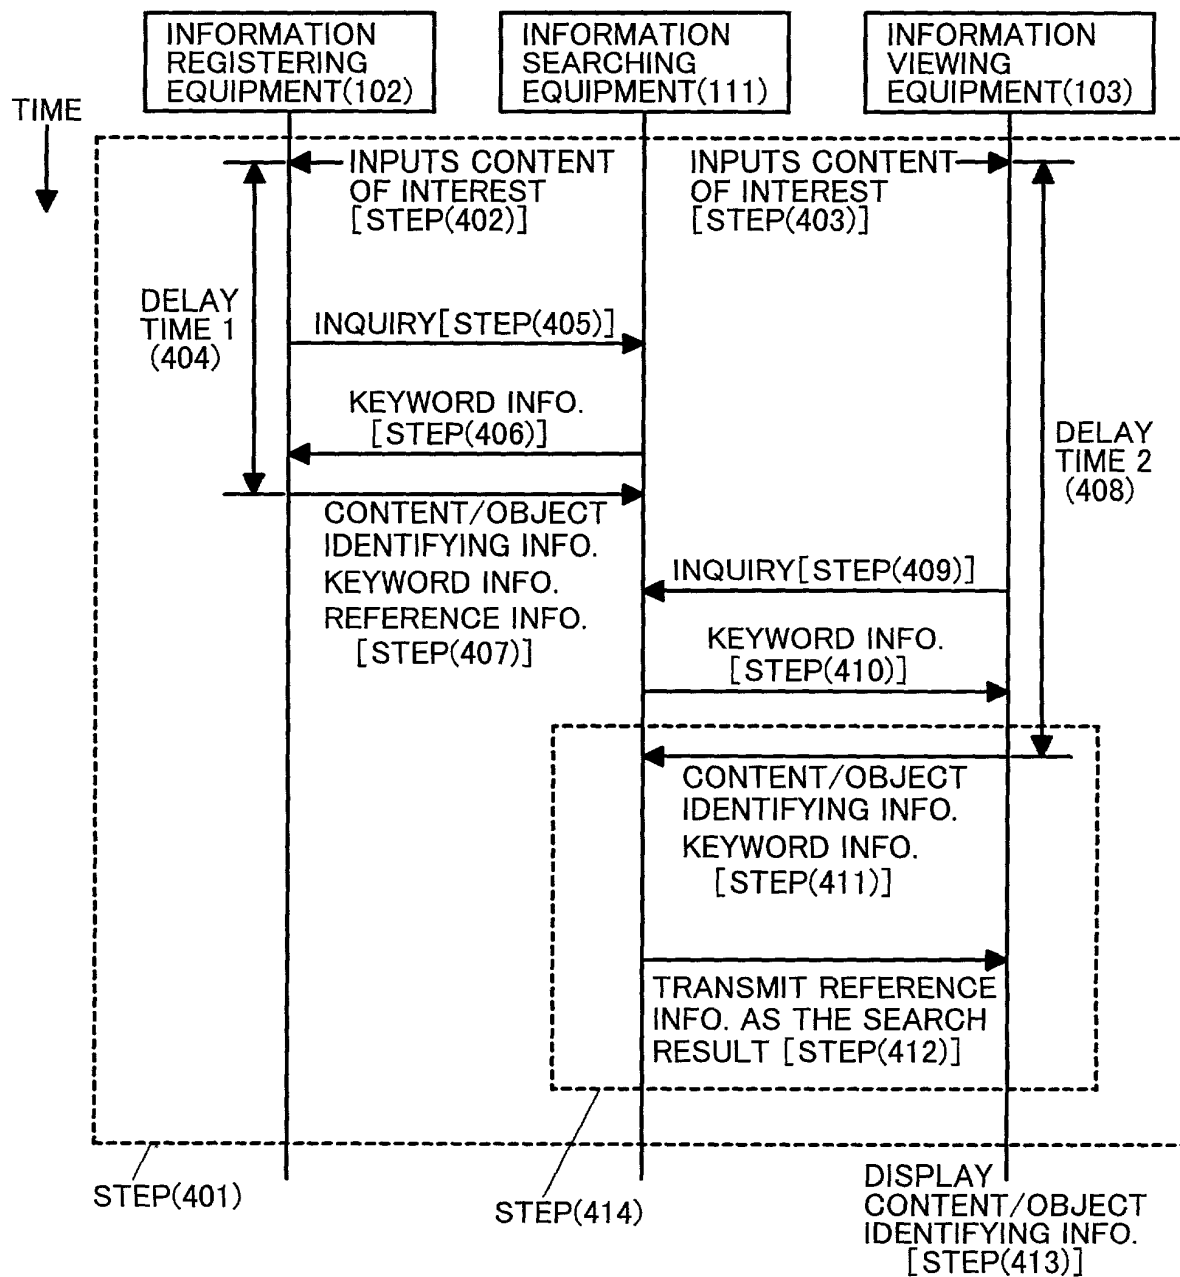 INFORMATION
REGISTERING
EQUIPMENT(102)
INFORMATION
SEARCHING
EQUIPMENT(111)
INFORMATION
VIEWING
EQUIPMENT(103)
TIME
INPUTS CONTENT
OF INTEREST
[STEP(402)]
INPUTS CONTENT
OF INTEREST
[STEP(403)]
DELAY
TIME 1
(404)
INQUIRY[STEP(405)]
KEYWORD INFO.
[STEP(406)]
DELAY
TIME 2
(408)
CONTENT/OBJECT
IDENTIFYING INFO.
KEYWORD INFO.
REFERENCE INFO.
[STEP(407)]
INQUIRY[STEP(409)]
KEYWORD INFO.
[STEP(410)]
CONTENT/OBJECT
IDENTIFYING INFO.
KEYWORD INFO.
[STEP(411)]
TRANSMIT REFERENCE
INFO. AS THE SEARCH
RESULT [STEP(412)]
STEP(401)
STEP(414)
DISPLAY
CONTENT/OBJECT
IDENTIFYING INFO.
[STEP(413)]